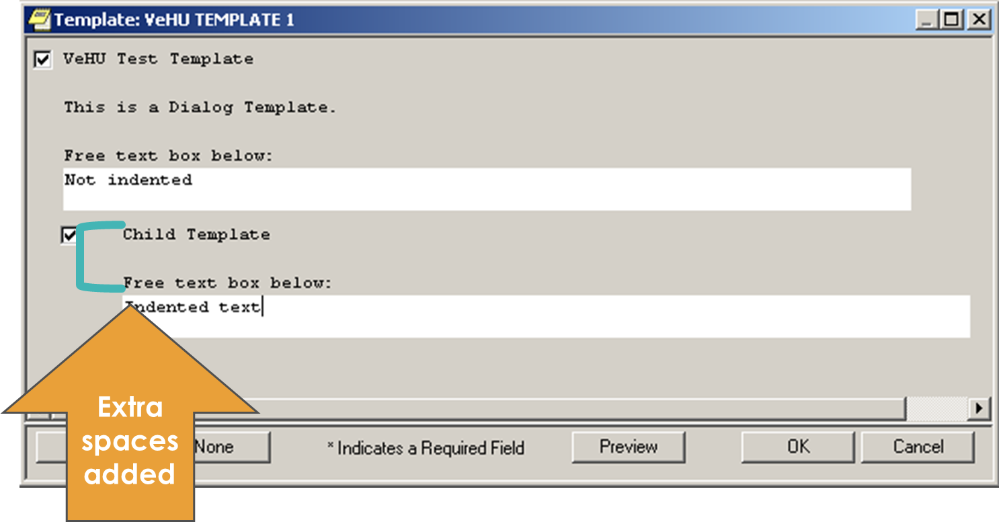 Template: VeHU TEMPLATE 1
VeHU Test Template
This is a Dialog Template.
Free text box below:
Not indented
Child Template
Free text box below:
Indented text
Extra
spaces
added
None
* Indicates a Required Field
Preview
OK
Cancel